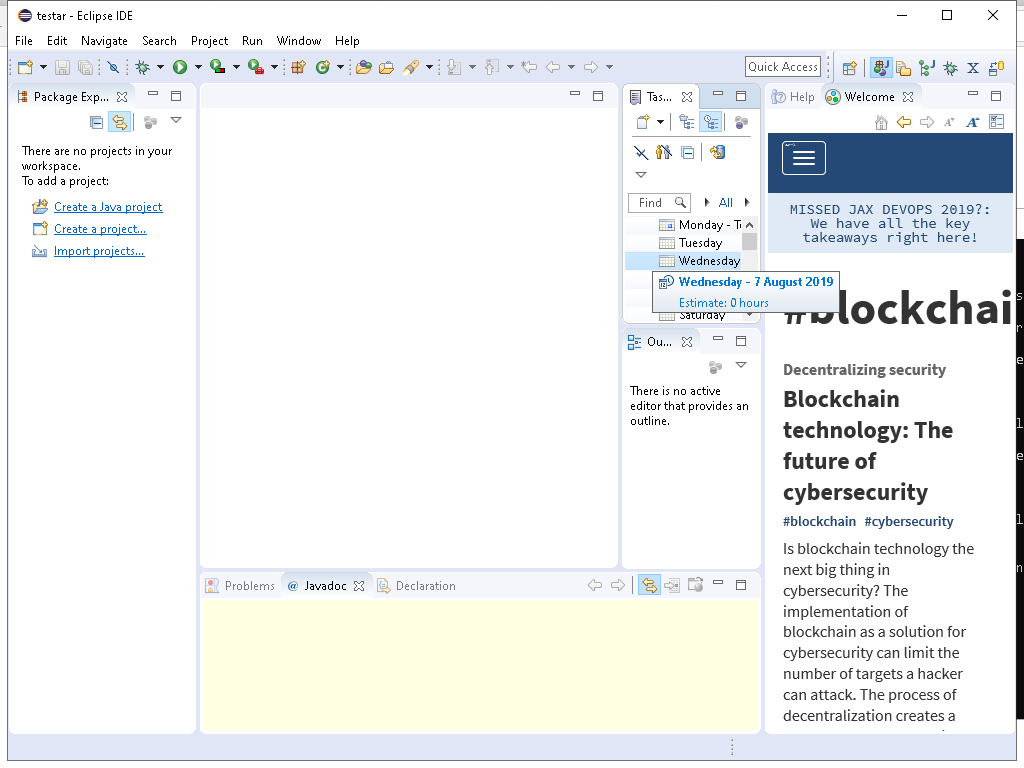 testar - Eclipse IDE
File Edit Navigate Search Project Run Window Help
Quick Access
Package Exp...
There are no projects in your
workspace.
To add a project:
Create a Java project
Create a project...
Import projects...
Tas...
Find
All
Monday - T
Tuesday
Wednesday
Wednesday - 7 August 2019
Estimate: 0 hours
Saturday
Ou...
There is no active
editor that provides an
outline.
Problems
@ Javadoc
Declaration
Help
Welcome
MISSED JAX DEVOPS 2019?:
We have all the key
takeaways right here!
#blockchai
Decentralizing security
Blockchain
technology: The
future of
cybersecurity
#blockchain #cybersecurity
Is blockchain technology the
next big thing in
cybersecurity? The
implementation of
blockchain as a solution for
cybersecurity can limit the
number of targets a hacker
can attack. The process of
decentralization creates a